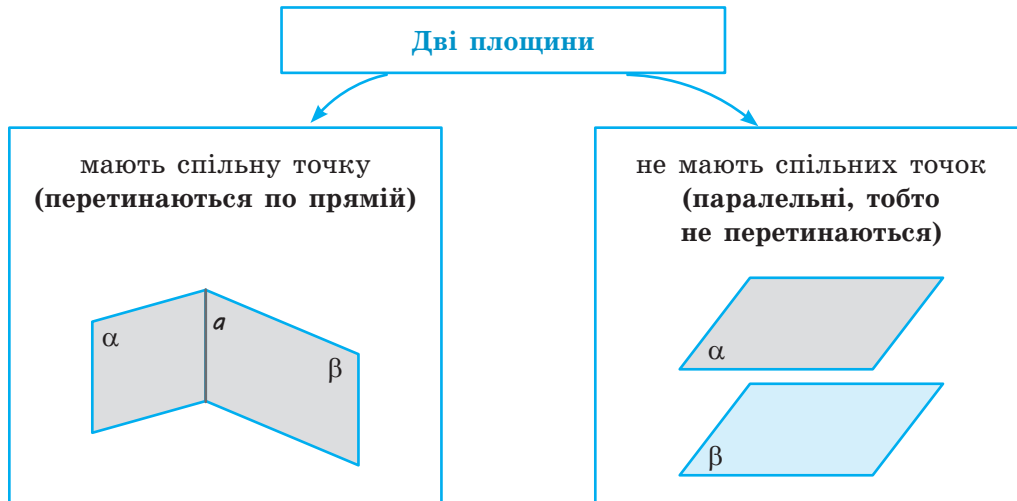 Дві площини
мають спільну точку
(перетинаються по прямій)
α
a
β
не мають спільних точок
(паралельні, тобто
не перетинаються)
α
β